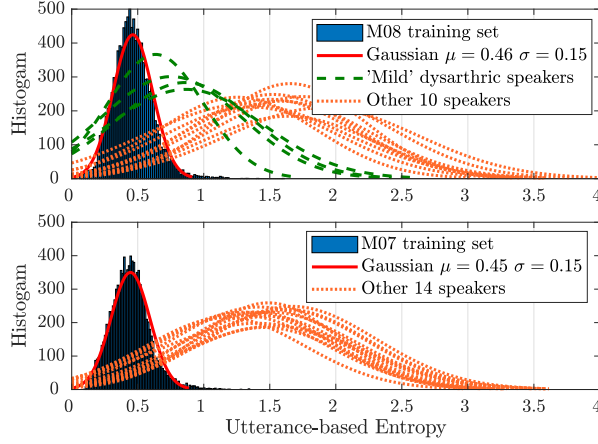 500
400
300
200
100
0
Histogam
M08 training set
Gaussian μ = 0.46 σ = 0.15
'Mild' dysarthric speakers
Other 10 speakers
0 0.5 1 1.5 2 2.5 3 3.5 4
500
400
300
200
100
0
Histogam
M07 training set
Gaussian μ = 0.45 σ = 0.15
Other 14 speakers
0 0.5 1 1.5 2 2.5 3 3.5 4
Utterance-based Entropy